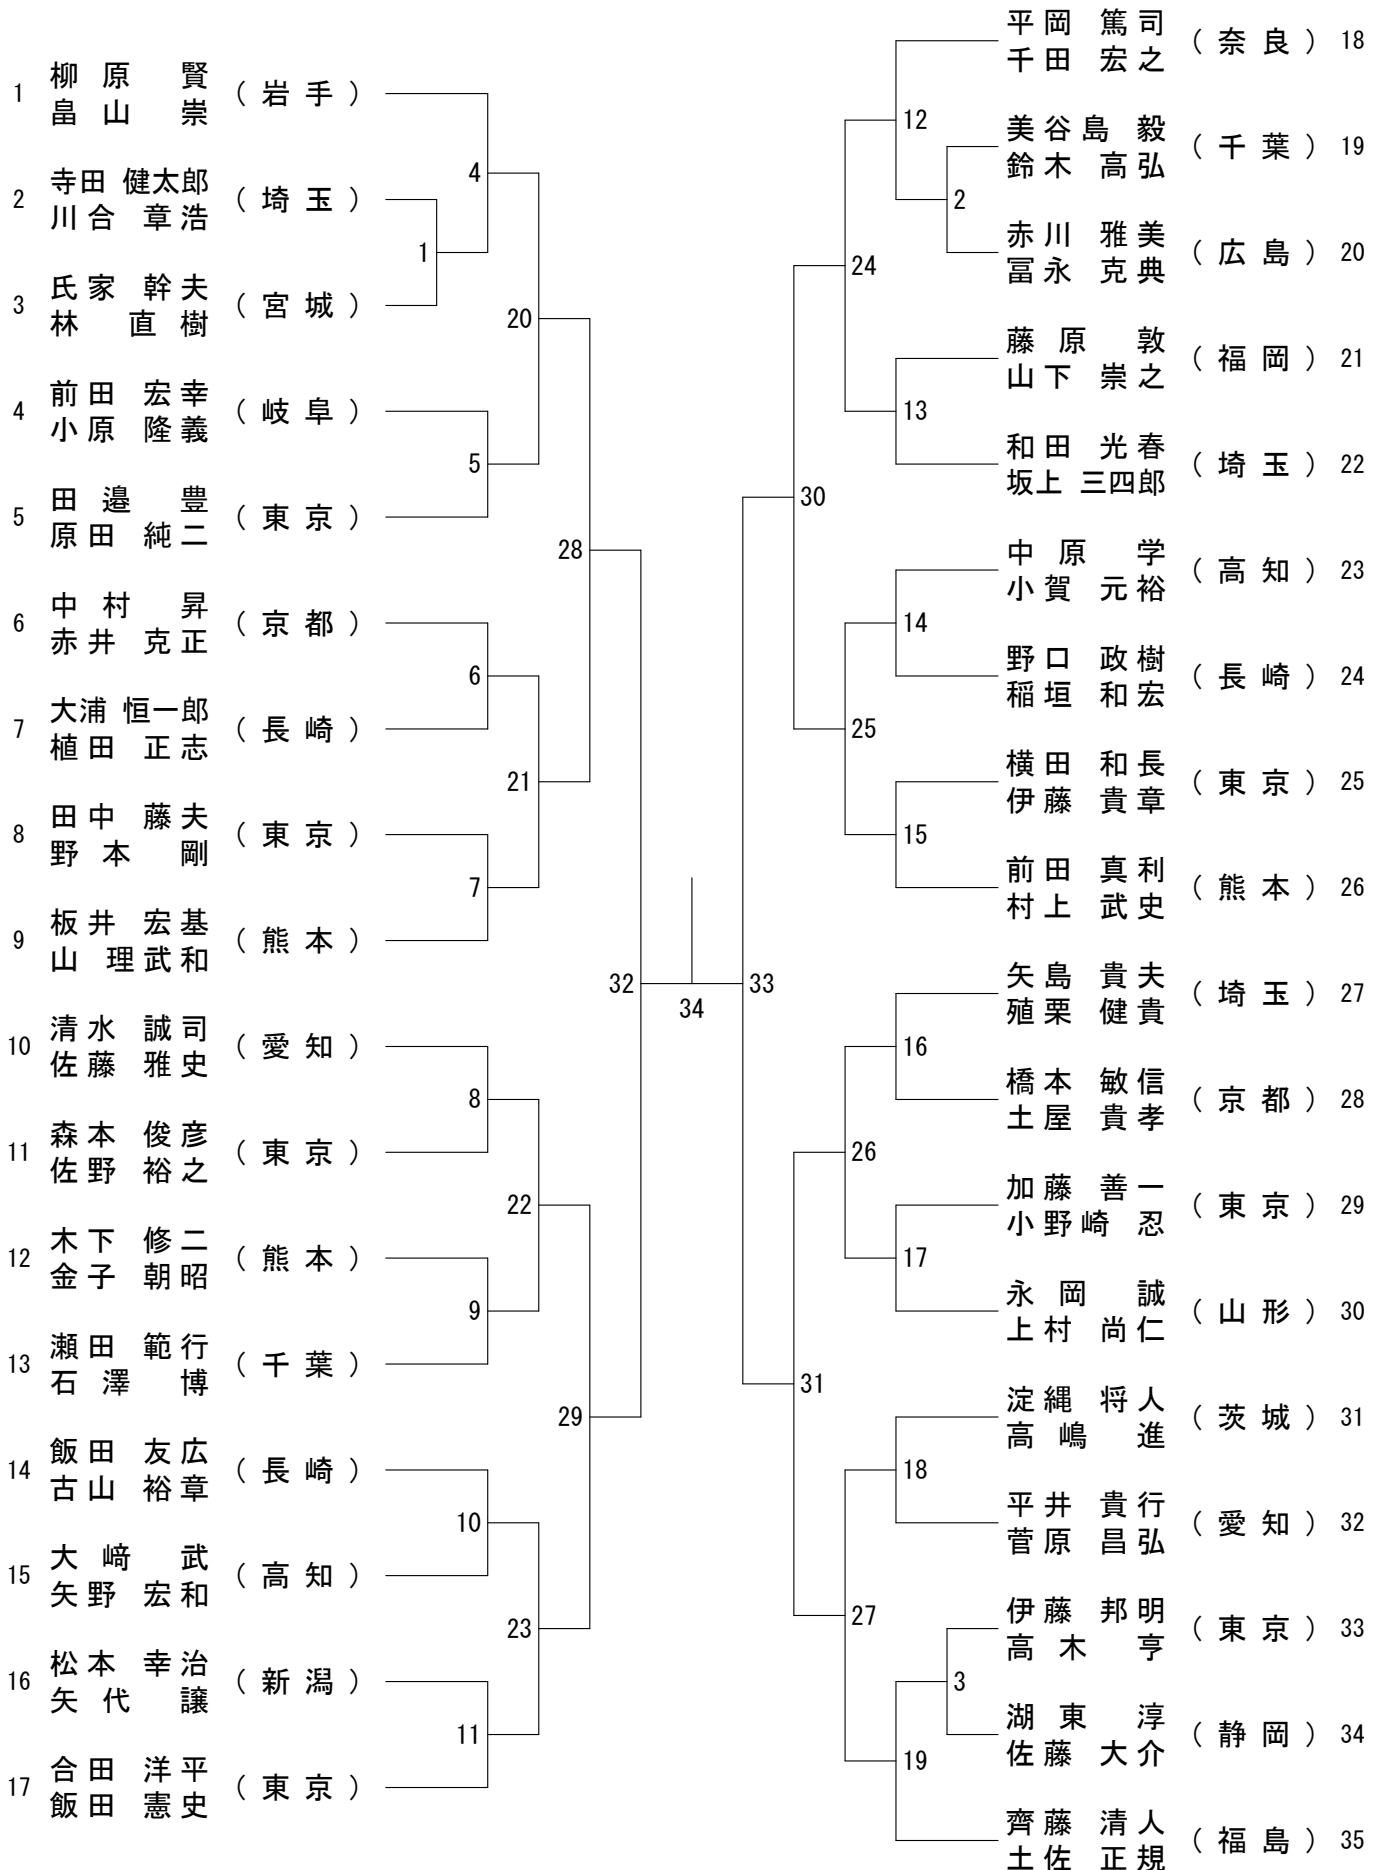 1 柳原 賢 (岩手)
畠山 崇
2 寺田 健太郎 (埼玉)
川合 章浩
3 氏家 幹夫 (宮城)
林 直樹
4 前田 宏幸 (岐阜)
小原 隆義
5 田邉 豊 (東京)
原田 純二
6 中村 昇 (京都)
赤井 克正
7 大浦 恒一郎 (長崎)
植田 正志
8 田中 藤夫 (東京)
野本 剛
9 板井 宏基 (熊本)
山 理武和
10 清水 誠司 (愛知)
佐藤 雅史
11 森本 俊彦 (東京)
佐野 裕之
12 木下 修二 (熊本)
金子 朝昭
13 瀬田 範行 (千葉)
石澤 博
14 飯田 友広 (長崎)
古山 裕章
15 大﨑 武 (高知)
矢野 宏和
16 松本 幸治 (新潟)
矢代 譲
17 合田 洋平 (東京)
飯田 憲史
1
4
5
6
7
8
9
10
11
20
21
22
23
28
29
32
34
33
30
31
24
25
26
27
12
13
14
15
16
17
18
19
2
3
平岡 篤司 (奈良) 18
千田 宏之
美谷島 毅 (千葉) 19
鈴木 高弘
赤川 雅美 (広島) 20
冨永 克典
藤原 敦 (福岡) 21
山下 崇之
和田 光春 (埼玉) 22
坂上 三四郎
中原 学 (高知) 23
小賀 元裕
野口 政樹 (長崎) 24
稲垣 和宏
横田 和長 (東京) 25
伊藤 貴章
前田 真利 (熊本) 26
村上 武史
矢島 貴夫 (埼玉) 27
殖栗 健貴
橋本 敏信 (京都) 28
土屋 貴孝
加藤 善一 (東京) 29
小野崎 忍
永岡 誠 (山形) 30
上村 尚仁
淀縄 将人 (茨城) 31
高嶋 進
平井 貴行 (愛知) 32
菅原 昌弘
伊藤 邦明 (東京) 33
高木 亨
湖東 淳 (静岡) 34
佐藤 大介
齊藤 清人 (福島) 35
土佐 正規